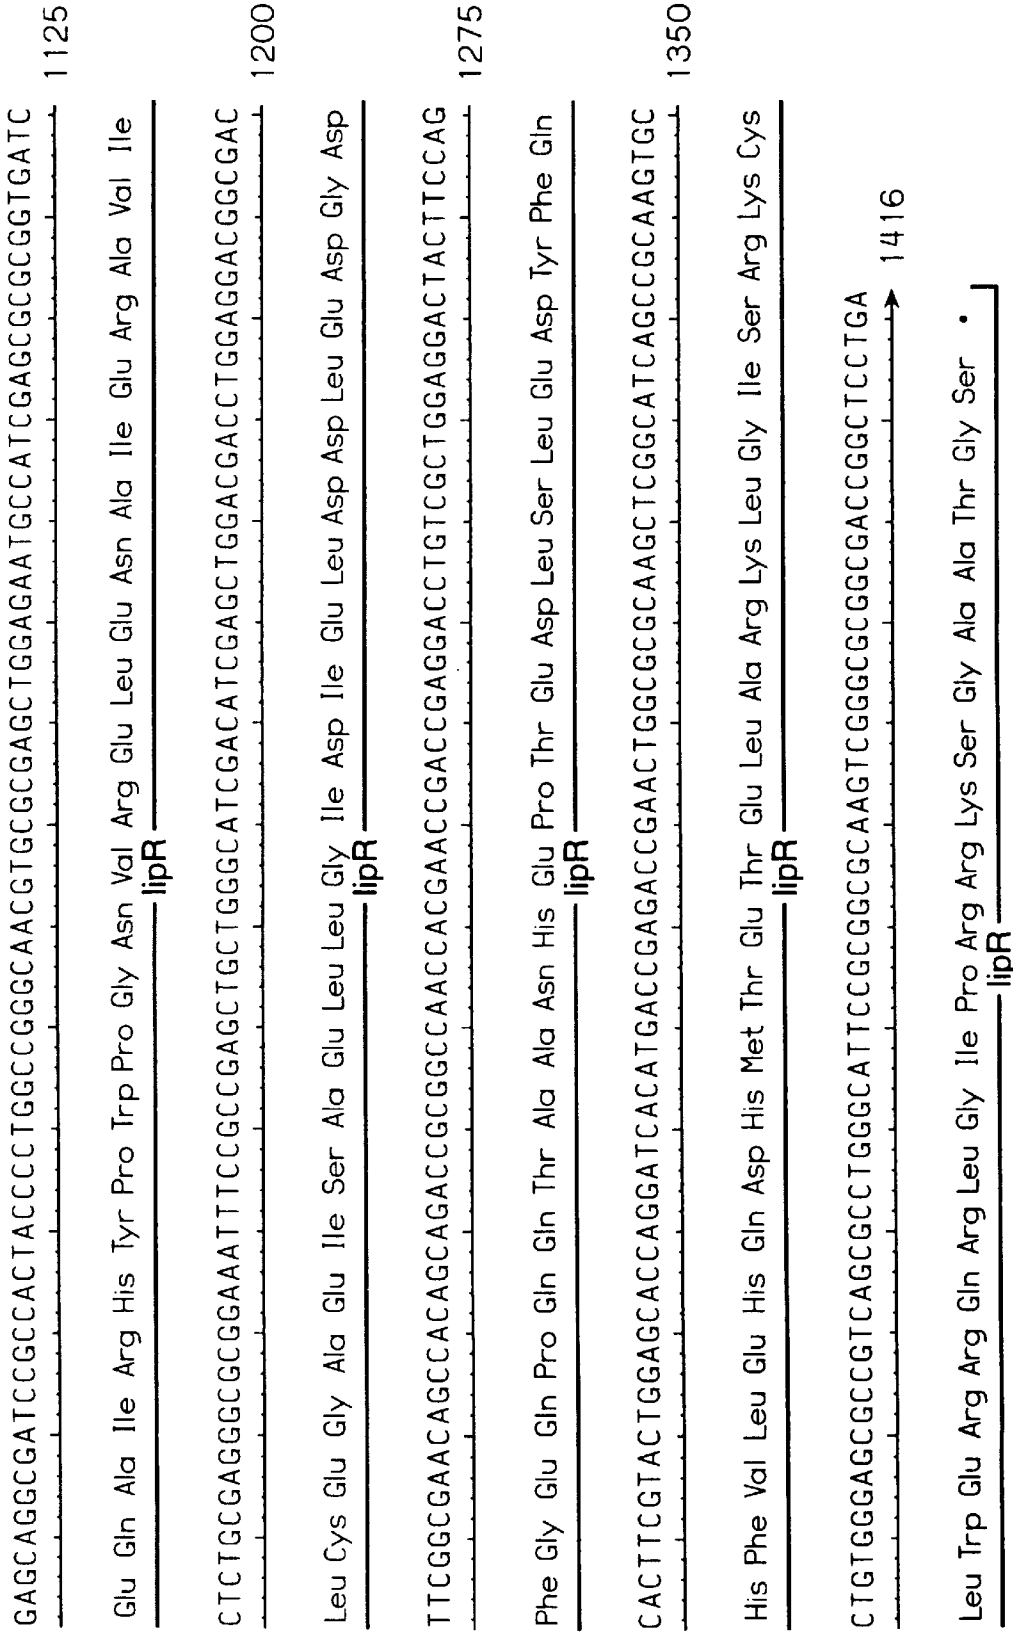 GAGCAGGCGATCCGCCACTACCCCTGGCCGGGCAACGTGCGCGAGCTGGAGAATGCCATCGAGCGCGCGGTGATC 1125
Glu Gln Ala Ile Arg His Tyr Pro Trp Pro Gly Asn Val Arg Glu Leu Glu Asn Ala Ile Glu Arg Ala Val Ile
lipR
CTCTGCGAGGGCGCGGAAATTTCCGCCGAGCTGCTGGGCATCGACATCGAGCTGGACGACCTGGAGGACGGCGAC 1200
Leu Cys Glu Gly Ala Glu Ile Ser Ala Glu Leu Leu Gly Ile Asp Ile Glu Leu Asp Asp Leu Glu Asp Gly Asp
lipR
TTCGGCGAACAGCCACAGCAGACCGCGGCCAACCACGAACCGACCGAGGACCTGTCGCTGGAGGACTACTTCCAG 1275
Phe Gly Glu Gln Pro Gln Gln Thr Ala Ala Asn His Glu Pro Thr Glu Asp Leu Ser Leu Glu Asp Tyr Phe Gln
lipR
CACTTCGTACTGGAGCACCAGGATCACATGACCGAGACCGAACTGGCGCGCAAGCTCGGCATCAGCCGCAAGTGC 1350
His Phe Val Leu Glu His Gln Asp His Met Thr Glu Thr Glu Leu Ala Arg Lys Leu Gly Ile Ser Arg Lys Cys
lipR
CTGTGGGAGCGCCGTCAGCGCCTGGGCATTCCGCGGCGCAAGTCGGGCGCGGCGACCGGCTCCTGA 1416
Leu Trp Glu Arg Arg Gln Arg Leu Gly Ile Pro Arg Arg Lys Ser Gly Ala Ala Thr Gly Ser •
lipR